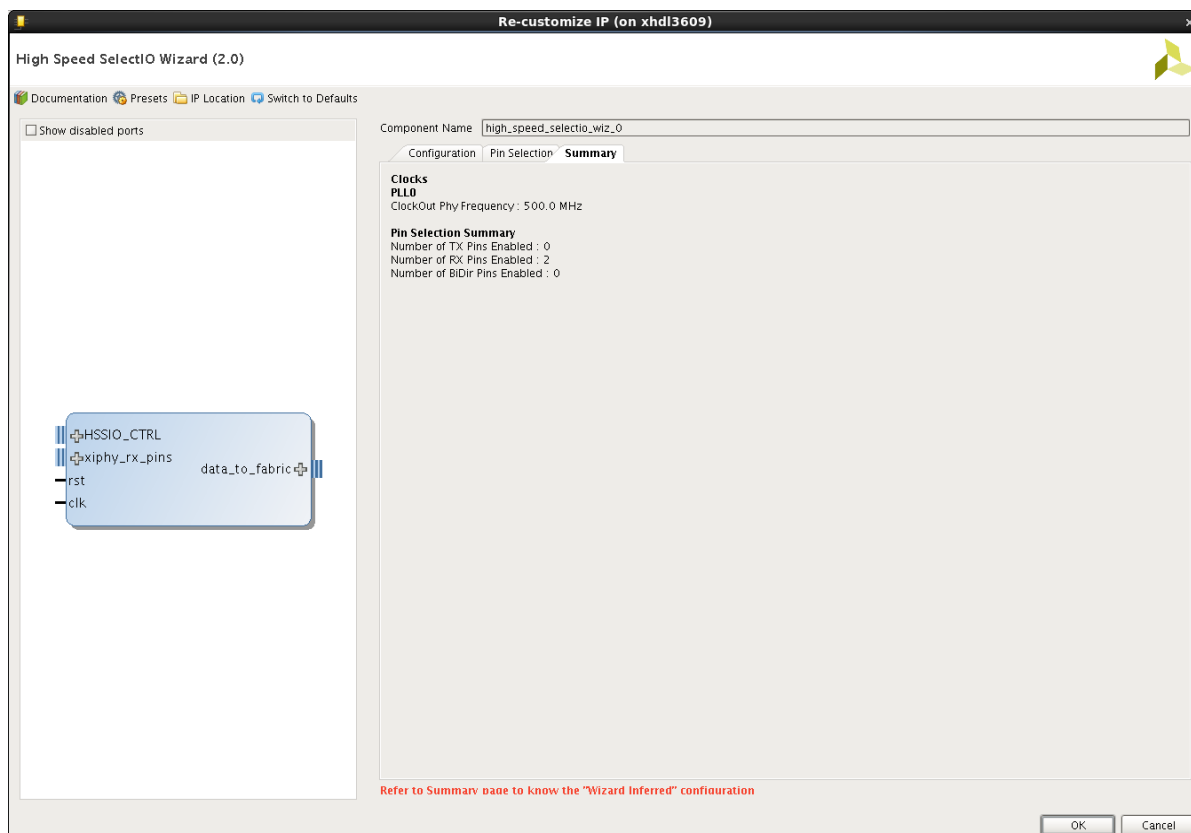 Re-customize IP (on xhdl3609)
High Speed SelectIO Wizard (2.0)
Documentation Presets IP Location Switch to Defaults
Show disabled ports
HSSIO_CTRL
xiphy_rx_pins
rst
clk
data_to_fabric
Component Name high_speed_selectio_wiz_0
Configuration Pin Selection Summary
Clocks
PLL0
ClockOut Phy Frequency : 500.0 MHz
Pin Selection Summary
Number of TX Pins Enabled : 0
Number of RX Pins Enabled : 2
Number of BiDir Pins Enabled : 0
Refer to Summary page to know the "Wizard Inferred" configuration
OK Cancel